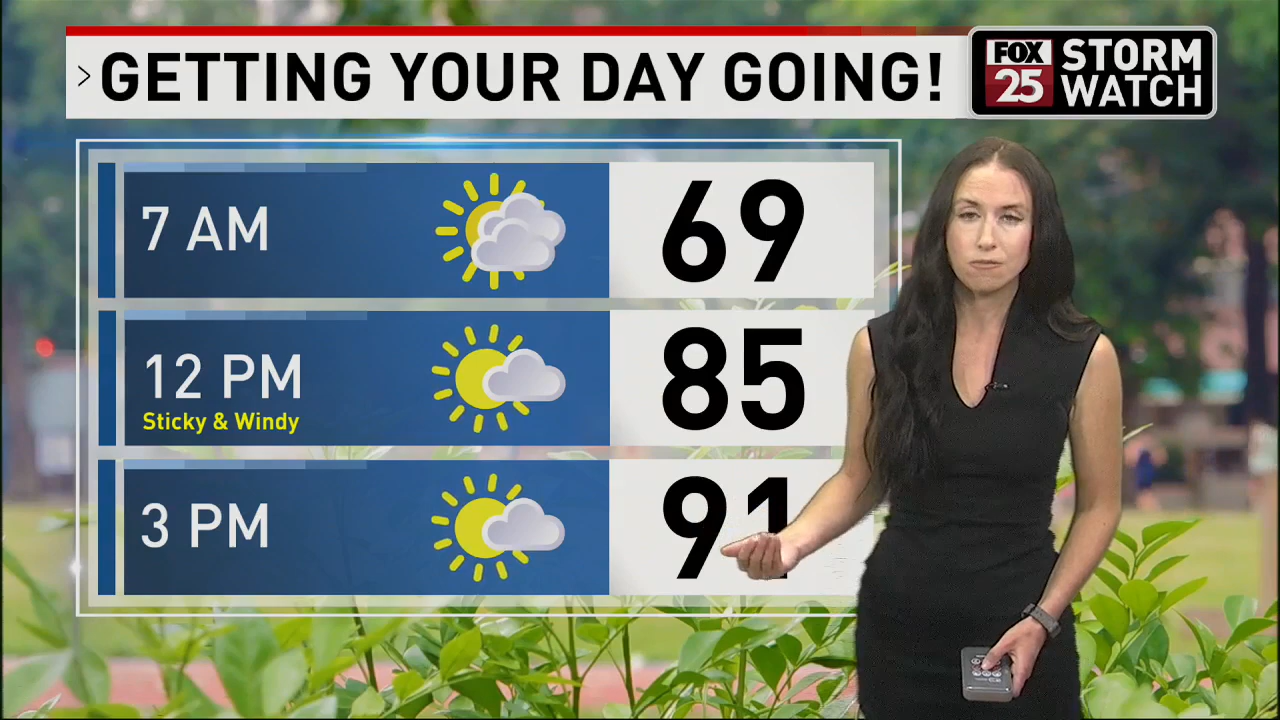 > GETTING YOUR DAY GOING!
FOX 25
STORM WATCH
7 AM
69
12 PM
Sticky & Windy
85
3 PM
91